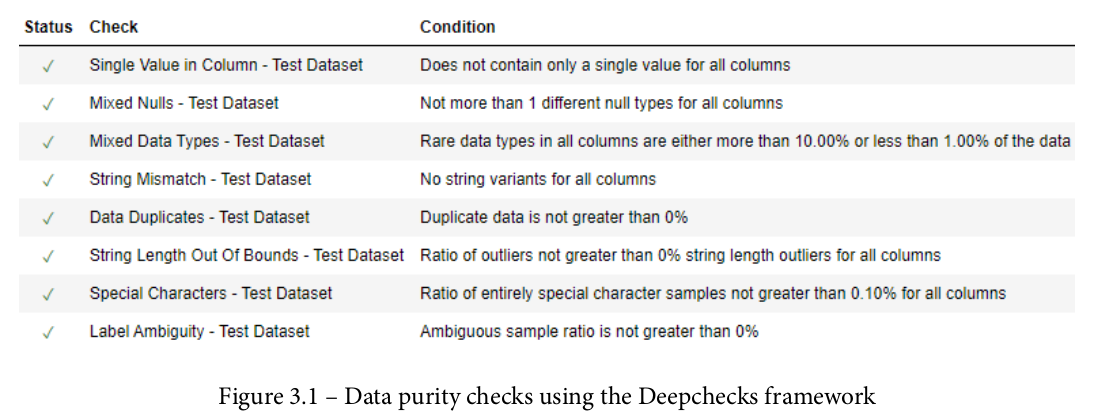 Status Check Condition
✓ Single Value in Column - Test Dataset Does not contain only a single value for all columns
✓ Mixed Nulls - Test Dataset Not more than 1 different null types for all columns
✓ Mixed Data Types - Test Dataset Rare data types in all columns are either more than 10.00% or less than 1.00% of the data
✓ String Mismatch - Test Dataset No string variants for all columns
✓ Data Duplicates - Test Dataset Duplicate data is not greater than 0%
✓ String Length Out Of Bounds - Test Dataset Ratio of outliers not greater than 0% string length outliers for all columns
✓ Special Characters - Test Dataset Ratio of entirely special character samples not greater than 0.10% for all columns
✓ Label Ambiguity - Test Dataset Ambiguous sample ratio is not greater than 0%
Figure 3.1 – Data purity checks using the Deepchecks framework